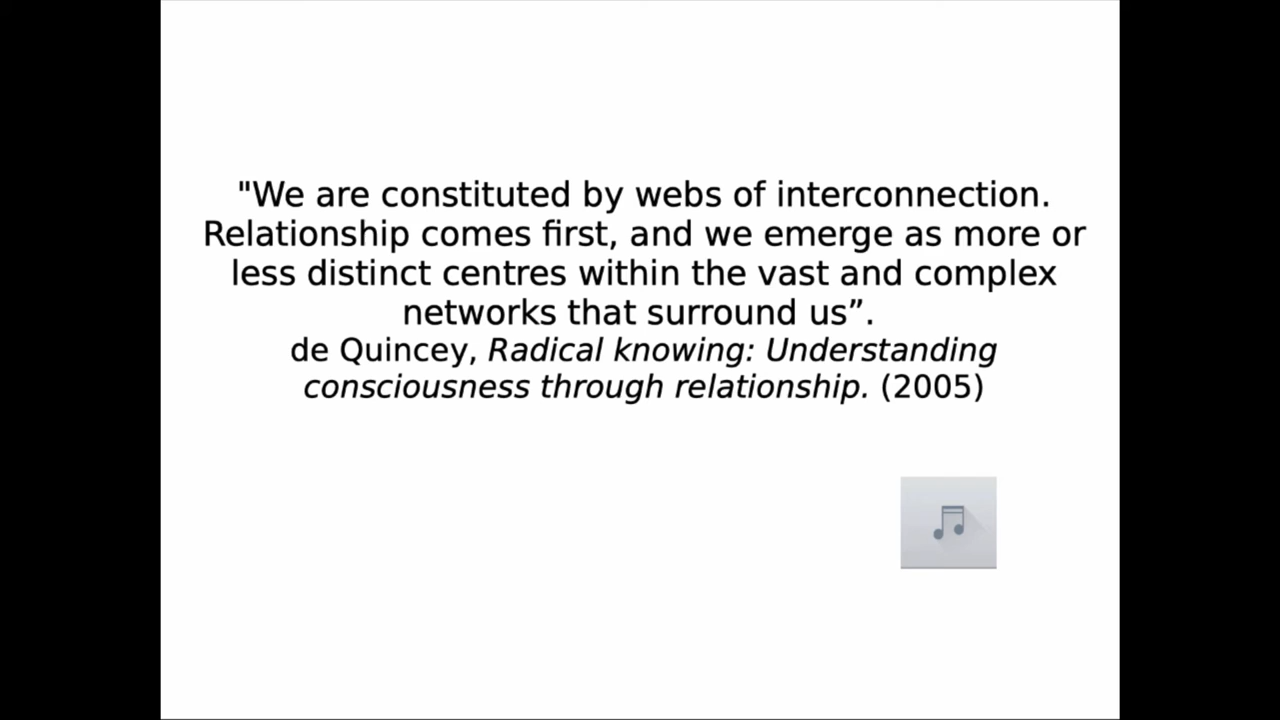 "We are constituted by webs of interconnection.
Relationship comes first, and we emerge as more or
less distinct centres within the vast and complex
networks that surround us”.
de Quincey, Radical knowing: Understanding
consciousness through relationship. (2005)